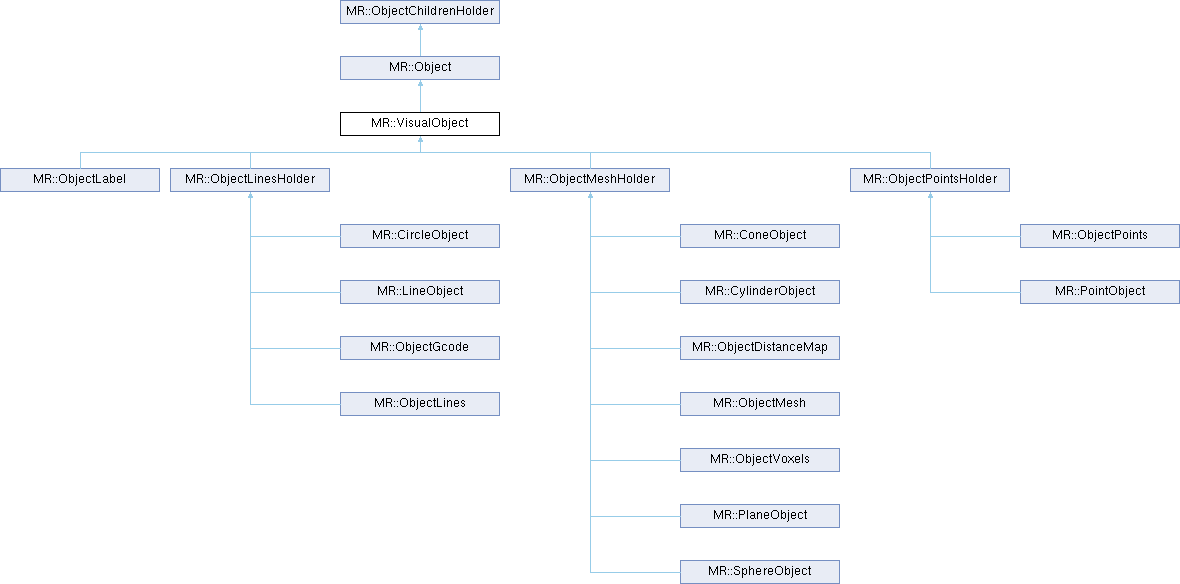 MR::ObjectChildrenHolder
MR::Object
MR::VisualObject
MR::ObjectLabel
MR::ObjectLinesHolder
MR::ObjectMeshHolder
MR::ObjectPointsHolder
MR::CircleObject
MR::ConeObject
MR::ObjectPoints
MR::LineObject
MR::CylinderObject
MR::PointObject
MR::ObjectGcode
MR::ObjectDistanceMap
MR::ObjectLines
MR::ObjectMesh
MR::ObjectVoxels
MR::PlaneObject
MR::SphereObject